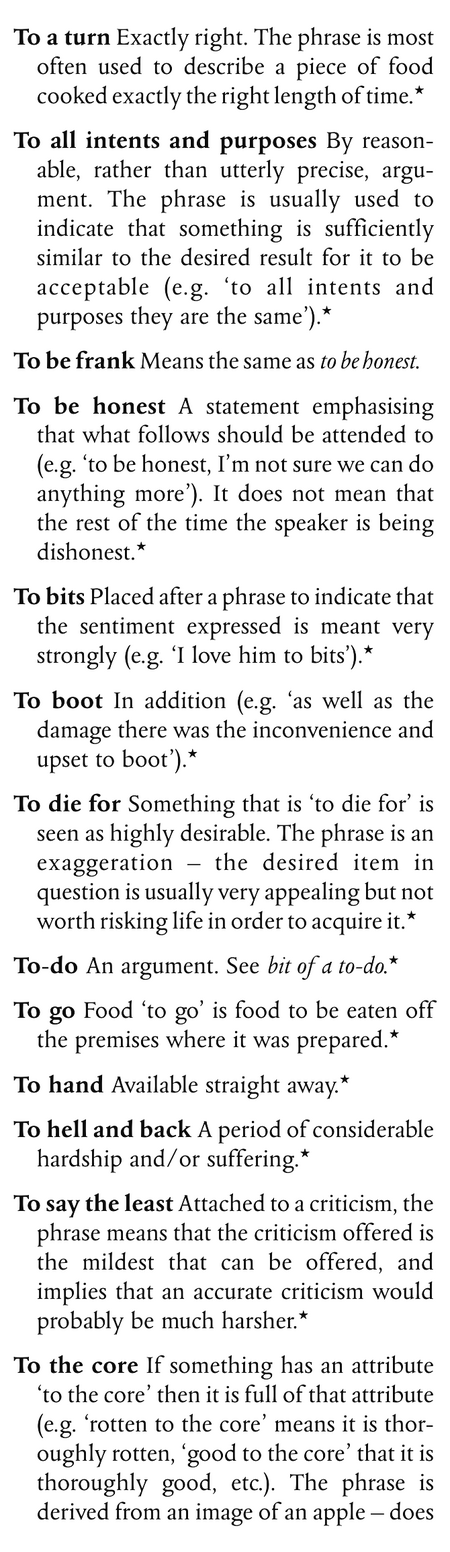 To a turn Exactly right. The phrase is most
often used to describe a piece of food
cooked exactly the right length of time.★
To all intents and purposes By reason-
able, rather than utterly precise, argu-
ment. The phrase is usually used to
indicate that something is sufficiently
similar to the desired result for it to be
acceptable (e.g. ‘to all intents and
purposes they are the same’).★
To be frank Means the same as to be honest.
To be honest A statement emphasising
that what follows should be attended to
(e.g. ‘to be honest, I’m not sure we can do
anything more’). It does not mean that
the rest of the time the speaker is being
dishonest.★
To bits Placed after a phrase to indicate that
the sentiment expressed is meant very
strongly (e.g. ‘I love him to bits’).★
To boot In addition (e.g. ‘as well as the
damage there was the inconvenience and
upset to boot’).★
To die for Something that is ‘to die for’ is
seen as highly desirable. The phrase is an
exaggeration – the desired item in
question is usually very appealing but not
worth risking life in order to acquire it.★
To-do An argument. See bit of a to-do.★
To go Food ‘to go’ is food to be eaten off
the premises where it was prepared.★
To hand Available straight away.★
To hell and back A period of considerable
hardship and/or suffering.★
To say the least Attached to a criticism, the
phrase means that the criticism offered is
the mildest that can be offered, and
implies that an accurate criticism would
probably be much harsher.★
To the core If something has an attribute
‘to the core’ then it is full of that attribute
(e.g. ‘rotten to the core’ means it is thor-
oughly rotten, ‘good to the core’ that it is
thoroughly good, etc.). The phrase is
derived from an image of an apple – does